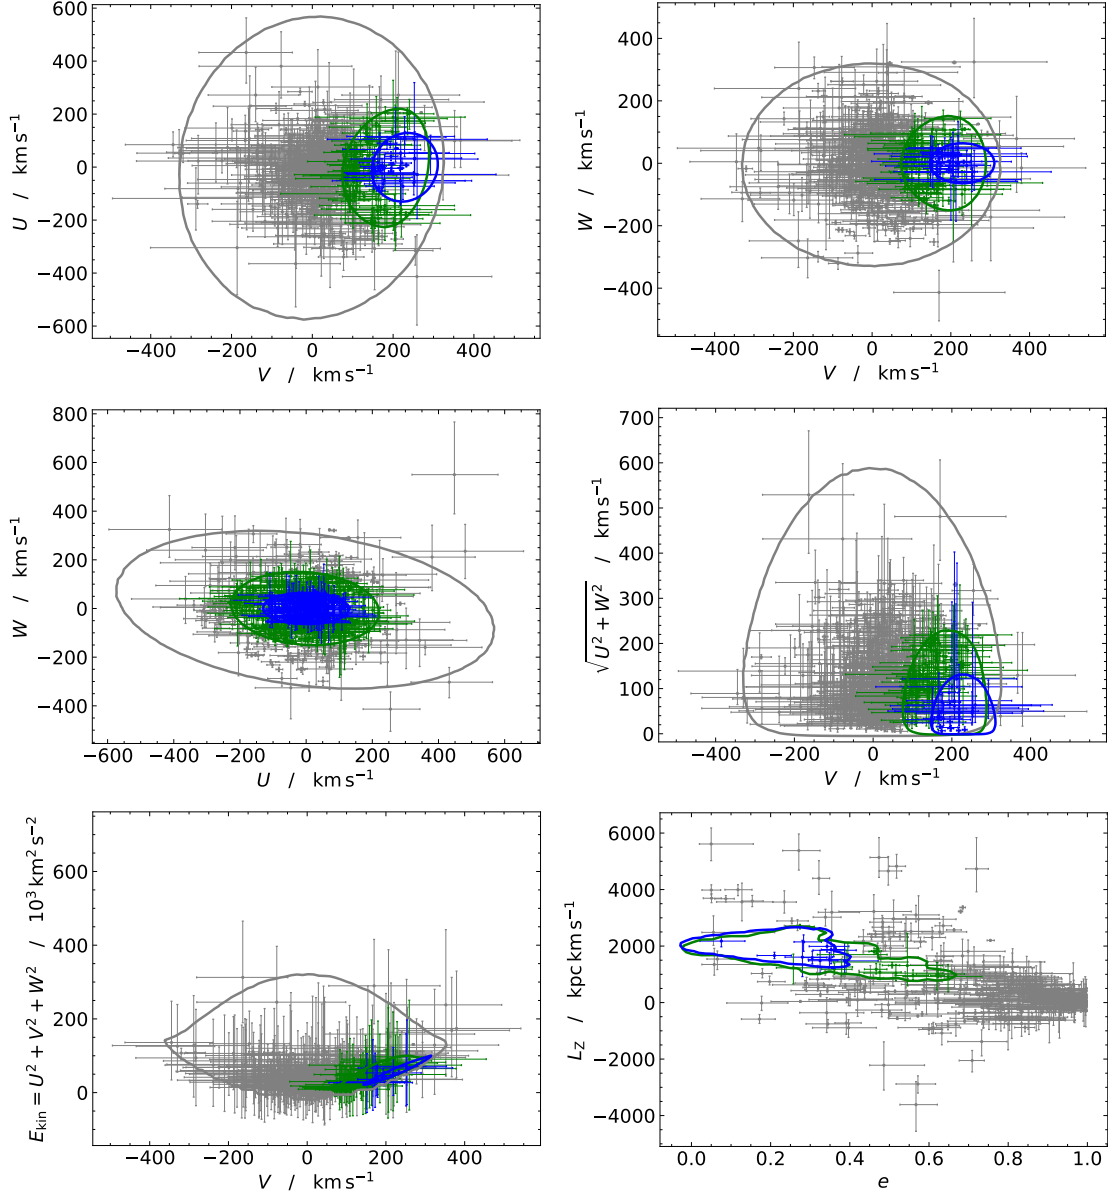 600
400
200
0
−200
−400
−600
U / km s⁻¹
−400 −200 0 200 400
V / km s⁻¹
400
200
0
−200
−400
W / km s⁻¹
−400 −200 0 200 400
V / km s⁻¹
800
600
400
200
0
−200
−400
W / km s⁻¹
−600 −400 −200 0 200 400 600
U / km s⁻¹
700
600
500
400
300
200
100
0
√U² + W² / km s⁻¹
−400 −200 0 200 400
V / km s⁻¹
600
400
200
0
E_kin = U² + V² + W² / 10³ km² s⁻²
−400 −200 0 200 400
V / km s⁻¹
6000
4000
2000
0
−2000
−4000
L_Z / kpc km s⁻¹
0.0 0.2 0.4 0.6 0.8 1.0
e